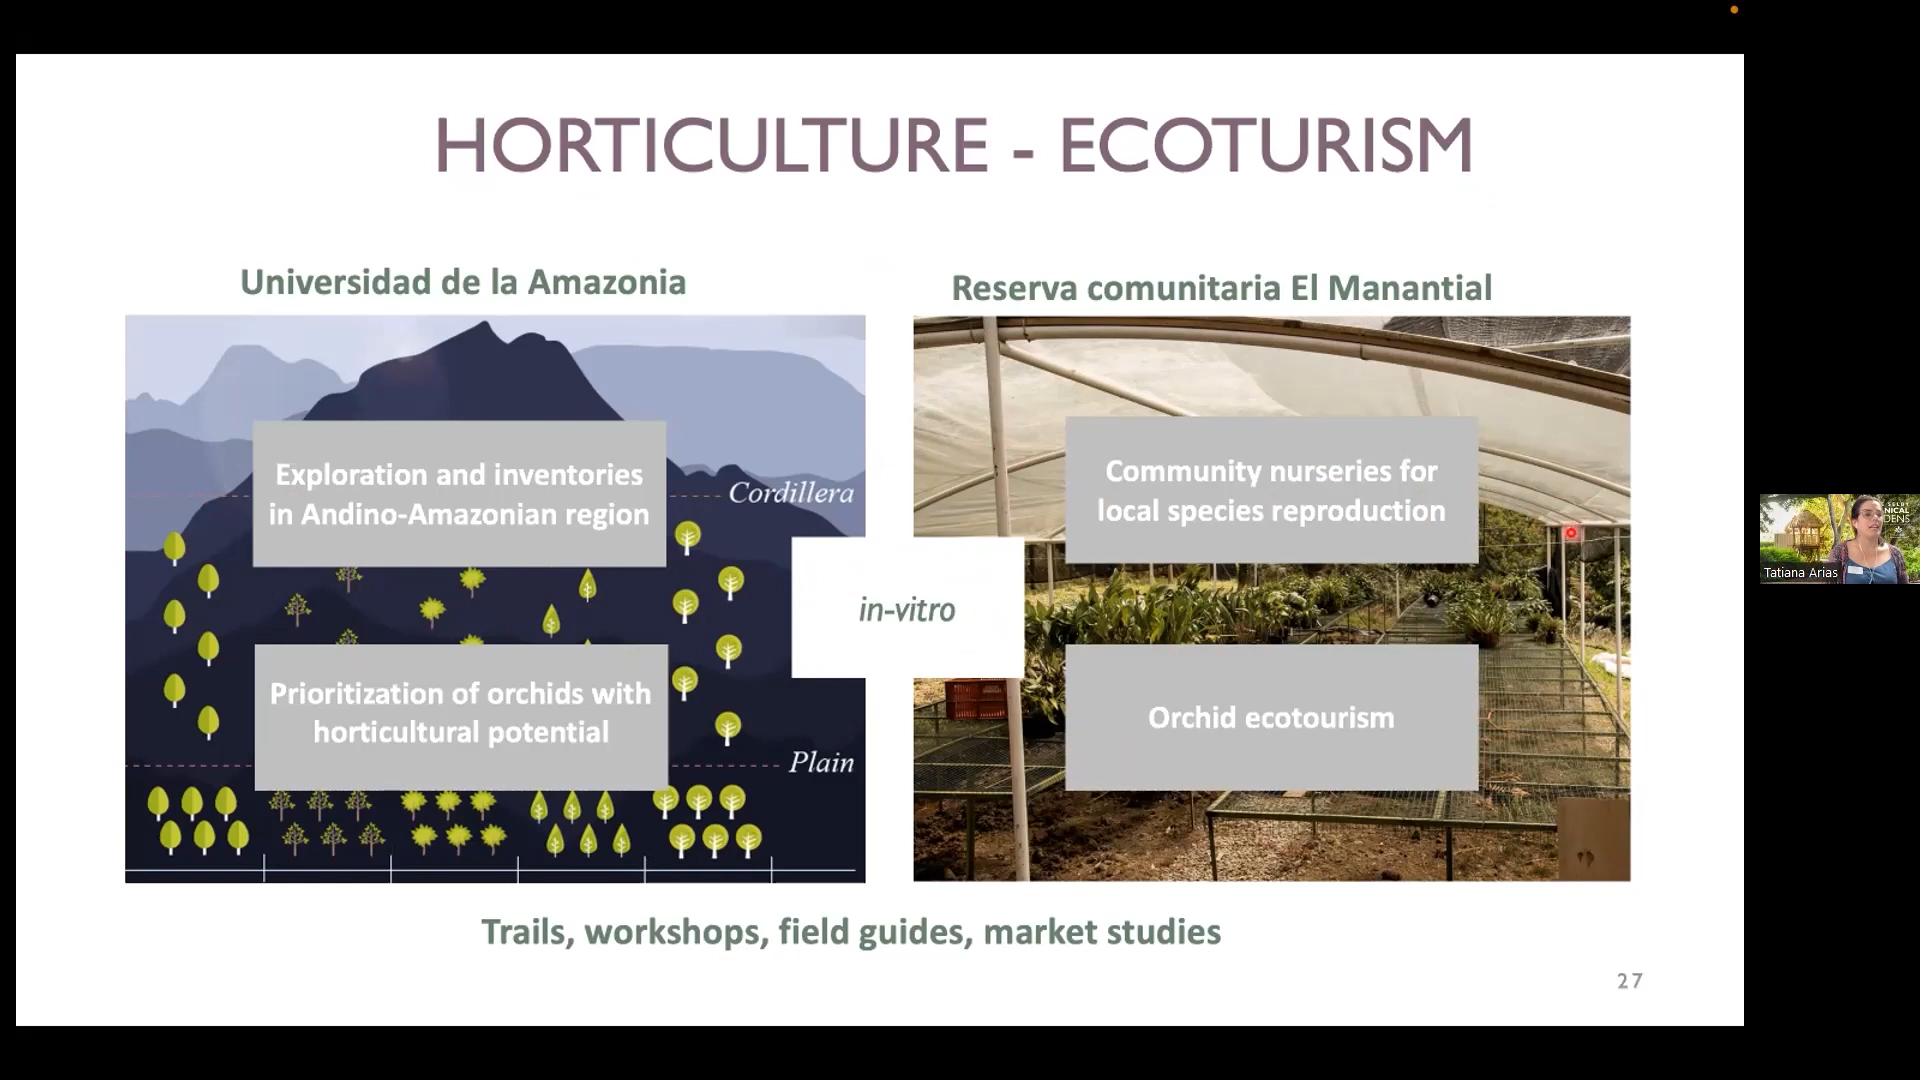 HORTICULTURE - ECOTURISM
Universidad de la Amazonia
Reserva comunitaria El Manantial
Exploration and inventories
in Andino-Amazonian region
Cordillera
Community nurseries for
local species reproduction
in-vitro
Prioritization of orchids with
horticultural potential
Plain
Orchid ecotourism
Trails, workshops, field guides, market studies
27
Tatiana Arias